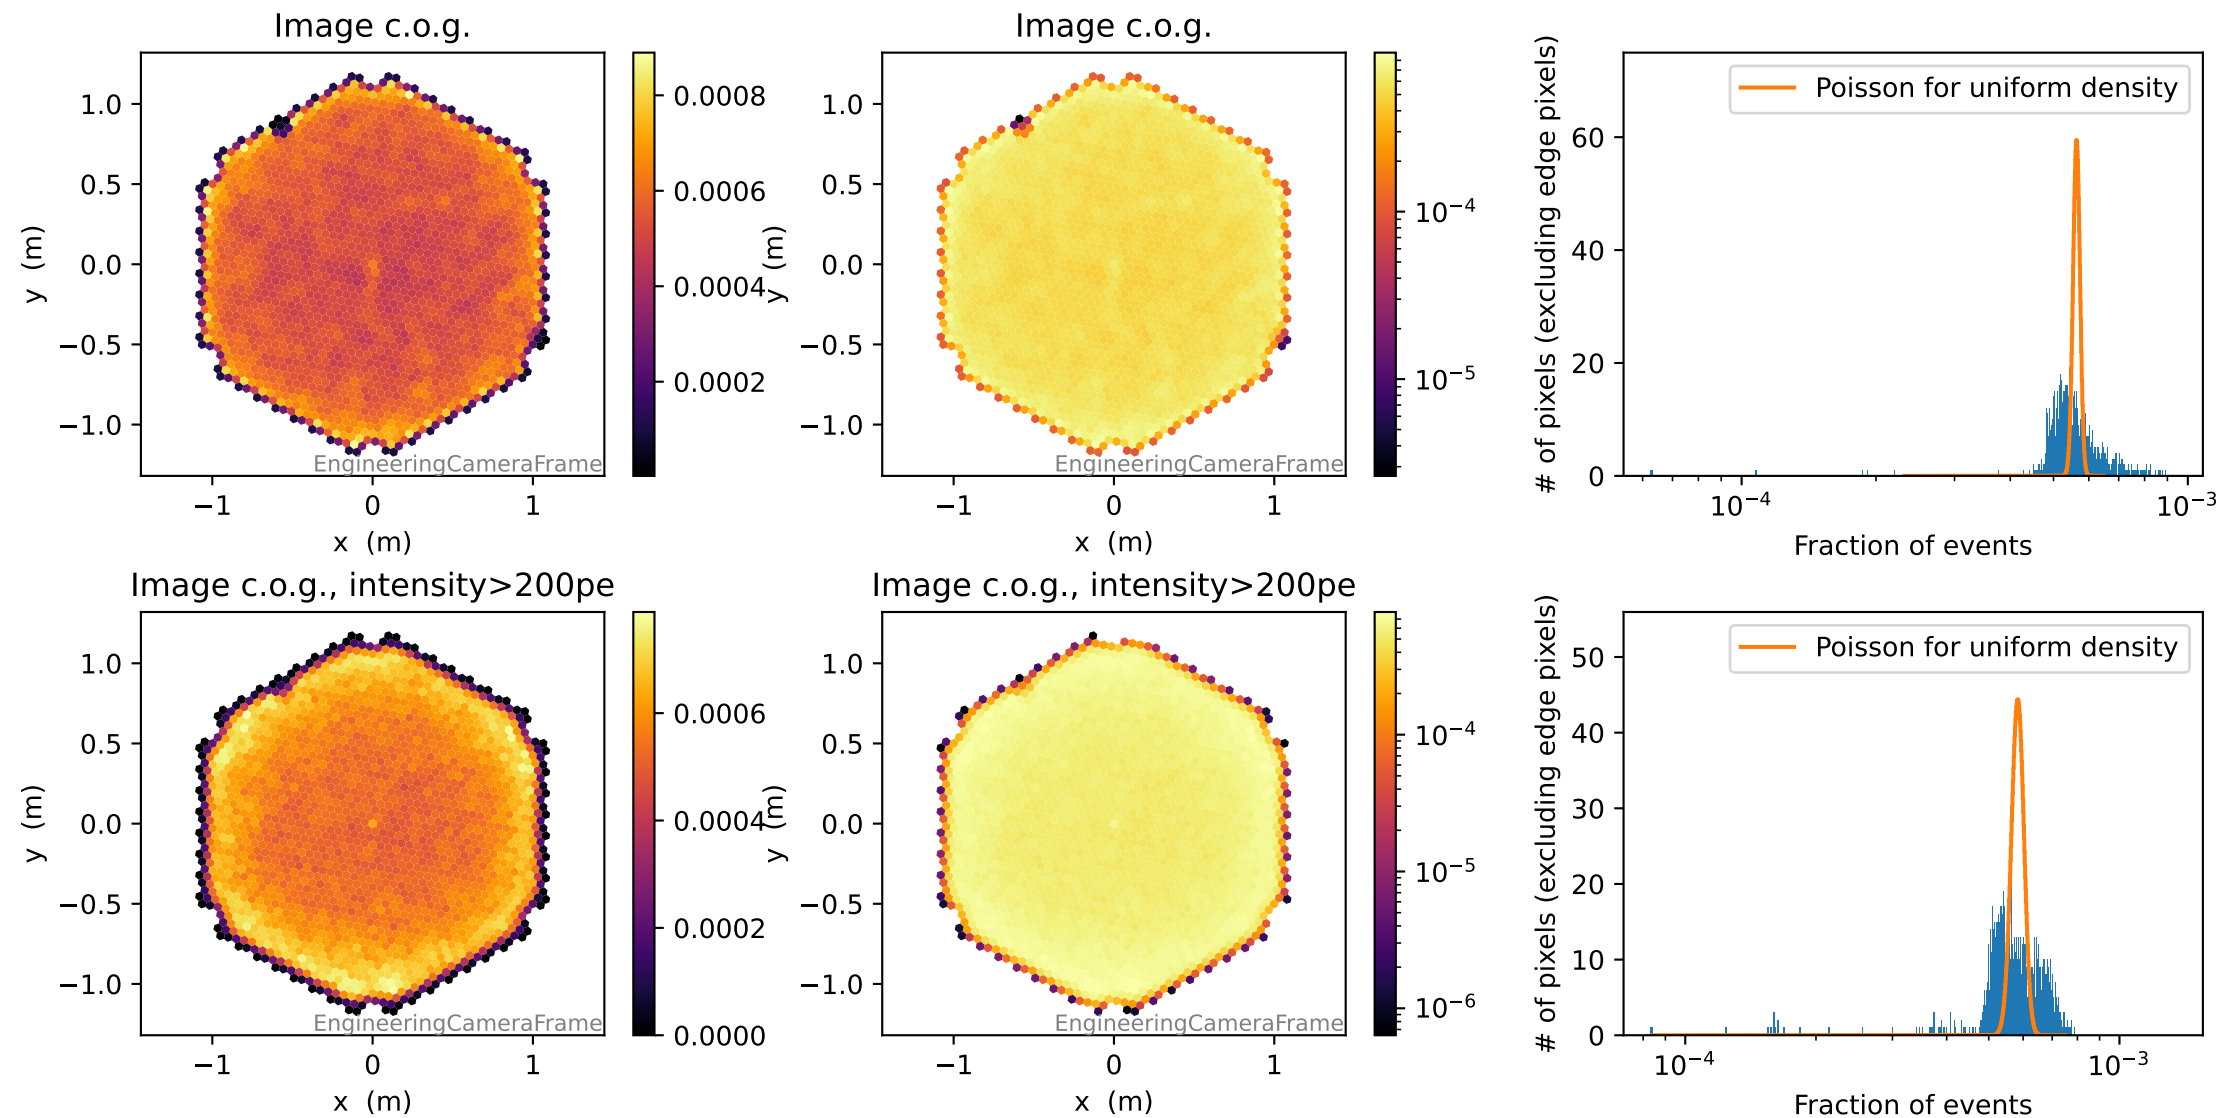 Image c.o.g.
1.0
0.5
0.0
−0.5
−1.0
y (m)
−1
0
1
x (m)
EngineeringCameraFrame
0.0008
0.0006
0.0004
0.0002
Image c.o.g.
1.0
0.5
0.0
−0.5
−1.0
y (m)
−1
0
1
x (m)
EngineeringCameraFrame
10⁻⁴
10⁻⁵
# of pixels (excluding edge pixels)
60
40
20
0
Poisson for uniform density
10⁻⁴
10⁻³
Fraction of events
Image c.o.g., intensity>200pe
1.0
0.5
0.0
−0.5
−1.0
y (m)
−1
0
1
x (m)
EngineeringCameraFrame
0.0006
0.0004
0.0002
0.0000
Image c.o.g., intensity>200pe
1.0
0.5
0.0
−0.5
−1.0
y (m)
−1
0
1
x (m)
EngineeringCameraFrame
10⁻⁴
10⁻⁵
10⁻⁶
# of pixels (excluding edge pixels)
50
40
30
20
10
0
Poisson for uniform density
10⁻⁴
10⁻³
Fraction of events